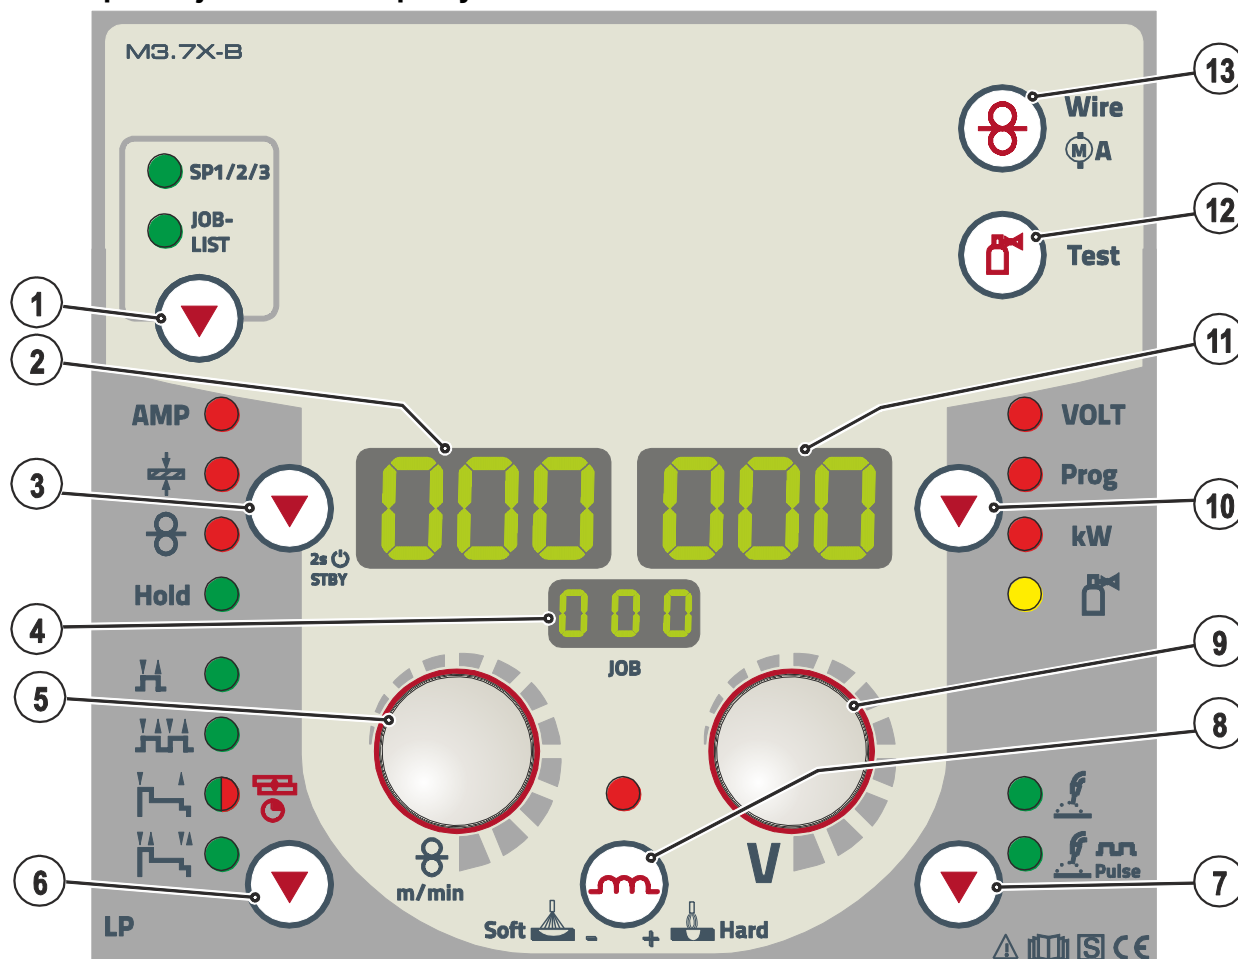 M3.7X-B
13
Wire
M A
SP1/2/3
JOB-
LIST
12
Test
1
2
11
AMP
VOLT
3
000
000
Prog
10
kW
2s
STBY
Hold
4
000
JOB
9
5
8
m/min
V
Pulse
6
7
LP
Soft
-
+
Hard
S CE